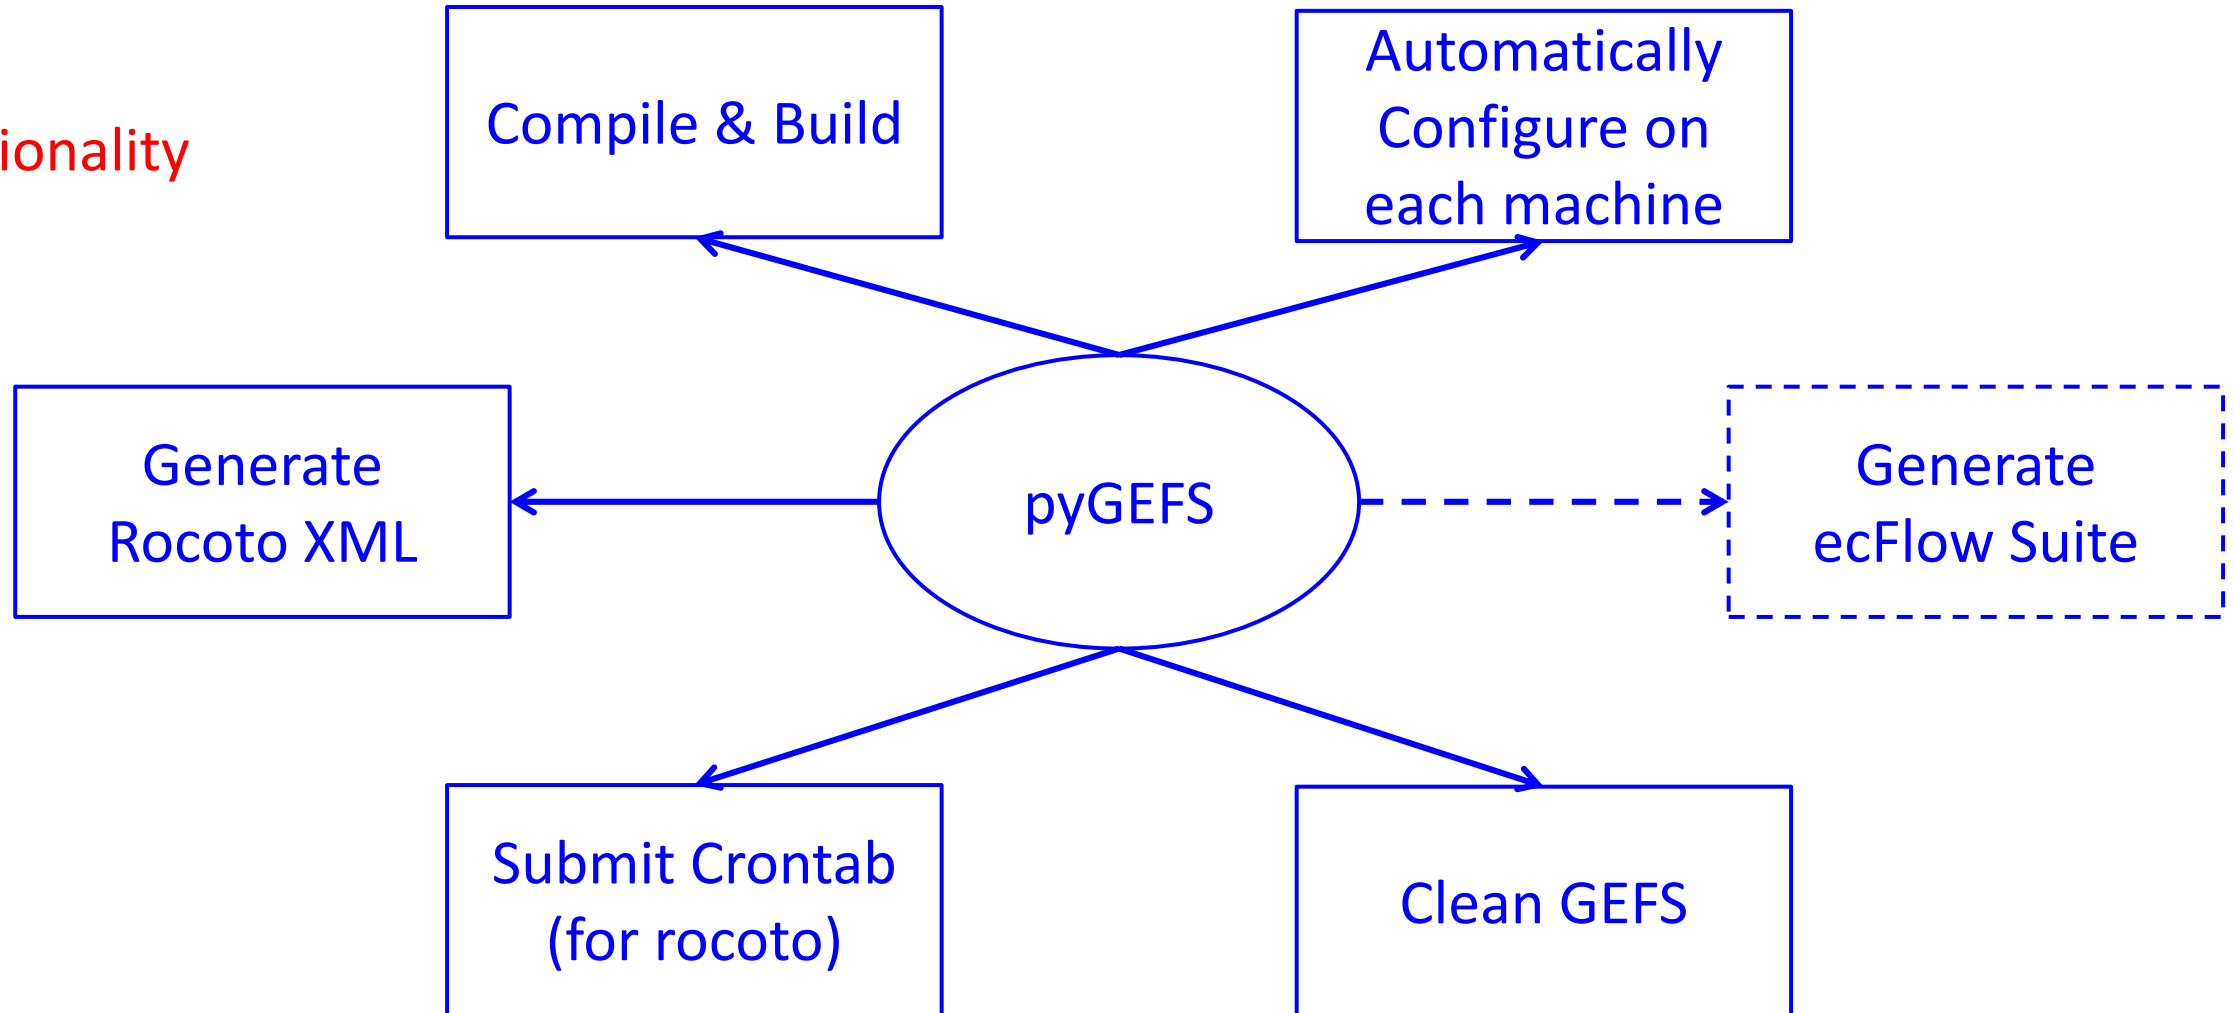 Compile & Build
Automatically
Configure on
each machine
ionality
Generate
Rocoto XML
pyGEFS
Generate
ecFlow Suite
Submit Crontab
(for rocoto)
Clean GEFS